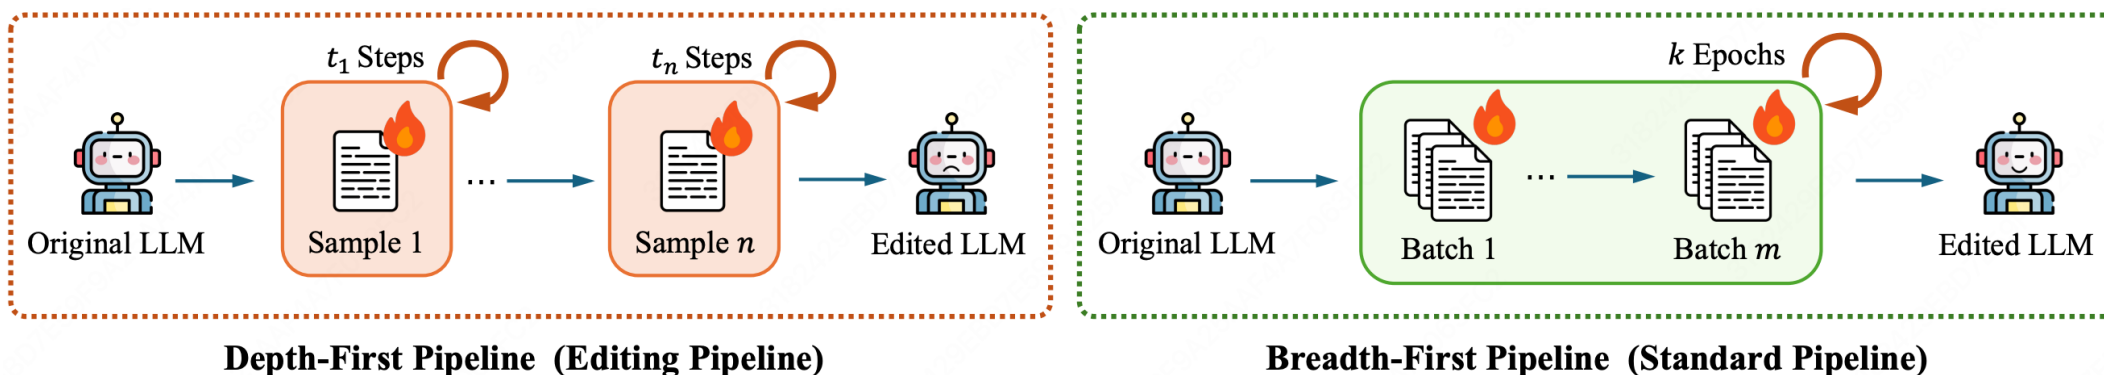 t₁ Steps
tₙ Steps
Original LLM
Sample 1
...
Sample n
Edited LLM
Depth-First Pipeline (Editing Pipeline)
k Epochs
Original LLM
Batch 1
...
Batch m
Edited LLM
Breadth-First Pipeline (Standard Pipeline)